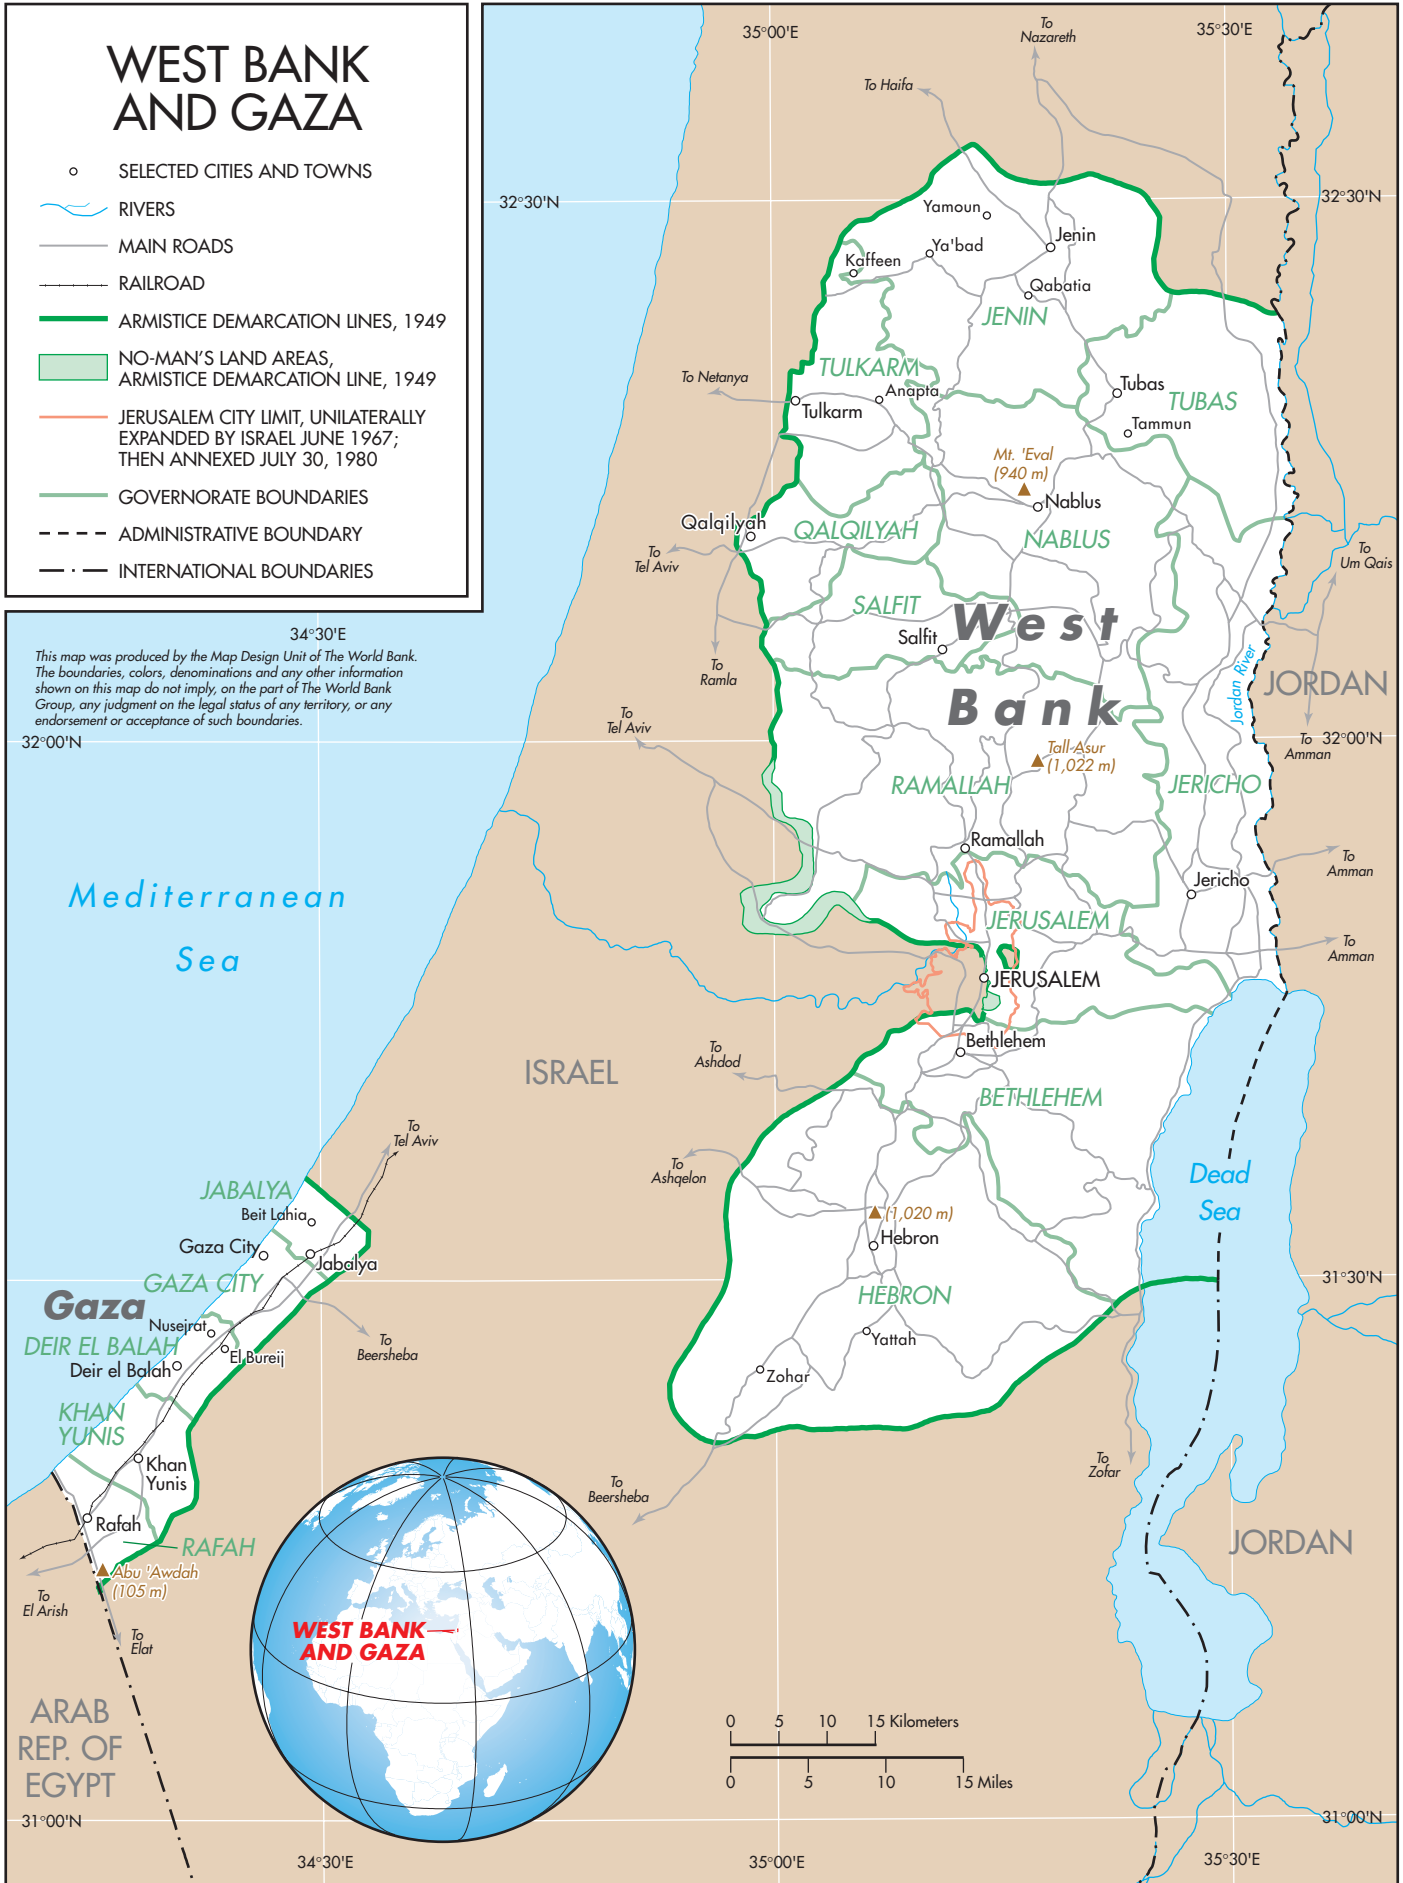 WEST BANK
AND GAZA
SELECTED CITIES AND TOWNS
RIVERS
MAIN ROADS
RAILROAD
ARMISTICE DEMARCATION LINES, 1949
NO-MAN'S LAND AREAS,
ARMISTICE DEMARCATION LINE, 1949
JERUSALEM CITY LIMIT, UNILATERALLY
EXPANDED BY ISRAEL JUNE 1967;
THEN ANNEXED JULY 30, 1980
GOVERNORATE BOUNDARIES
ADMINISTRATIVE BOUNDARY
INTERNATIONAL BOUNDARIES
This map was produced by the Map Design Unit of The World Bank.
The boundaries, colors, denominations and any other information
shown on this map do not imply, on the part of The World Bank
Group, any judgment on the legal status of any territory, or any
endorsement or acceptance of such boundaries.
35°00'E
To
Nazareth
35°30'E
To Haifa
32°30'N
32°30'N
Yamoun
Jenin
Ya'bad
Kaffeen
Qabatia
JENIN
TULKARM
To Netanya
Anapta
Tulkarm
Tubas
TUBAS
Tammun
Mt. 'Eval
(940 m)
Nablus
Qalqilyah
QALQILYAH
NABLUS
To
Tel Aviv
To
Um Qais
SALFIT
West
Salfit
To
Ramla
Jordan River
JORDAN
Bank
34°30'E
To
Tel Aviv
32°00'N
To
Amman
32°00'N
Tall Asur
(1,022 m)
RAMALLAH
JERICHO
Ramallah
To
Amman
Jericho
Mediterranean
Sea
JERUSALEM
To
Amman
JERUSALEM
Bethlehem
To
Ashdod
ISRAEL
BETHLEHEM
To
Tel Aviv
To
Ashqelon
Dead
Sea
JABALYA
Beit Lahia
(1,020 m)
Hebron
Gaza City
Jabalya
GAZA CITY
31°30'N
HEBRON
Gaza
Nusejrat
Yattah
DEIR EL BALAH
El Bureij
To
Beersheba
Deir el Balah
Zohar
KHAN
YUNIS
Khan
Yunis
To
Zofar
To
Beersheba
Rafah
RAFAH
JORDAN
Abu 'Awdah
(105 m)
To
El Arish
To
Elat
WEST BANK
AND GAZA
ARAB
REP. OF
EGYPT
0 5 10 15 Kilometers
0 5 10 15 Miles
31°00'N
31°00'N
34°30'E
35°00'E
35°30'E